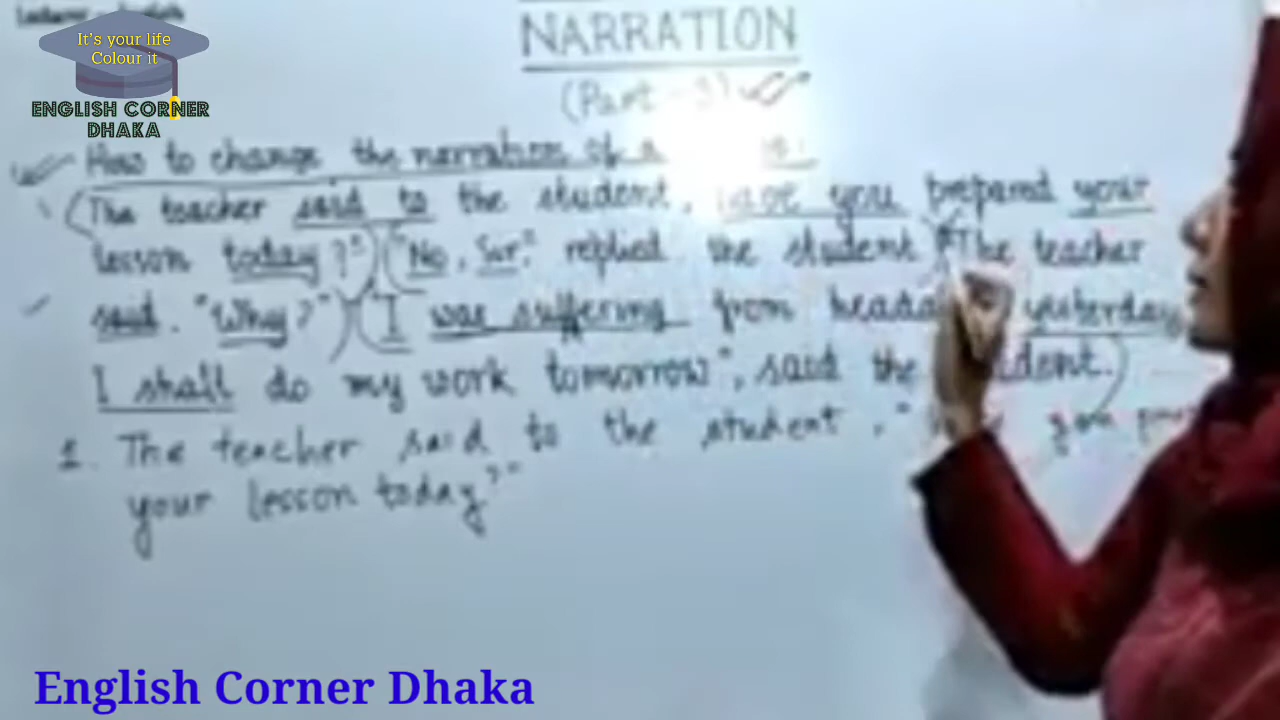 It's your life
Colour it
ENGLISH CORNER
DHAKA
NARRATION
(Part - 3)
How to change the narration of a
The teacher said to the student, have you prepared your
lesson today?" "No, Sir." replied the student. The teacher
said. "Why?" "I was suffering from yesterday
I shall do my work tomorrow", said the student.
1. The teacher said to the student, " you
your lesson today?"
English Corner Dhaka